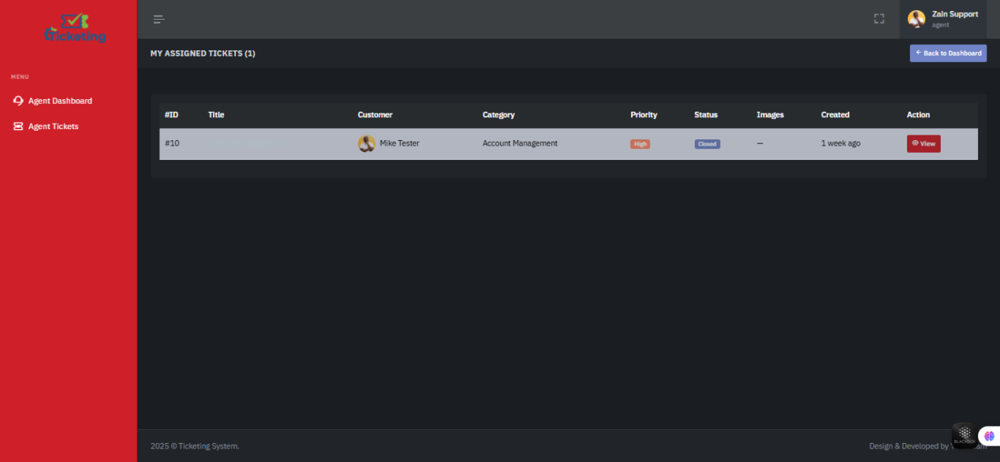 Ticketing
Zain Support
agent
MY ASSIGNED TICKETS (1)
← Back to Dashboard
MENU
Agent Dashboard
Agent Tickets
#ID Title Customer Category Priority Status Images Created Action
#10 Mike Tester Account Management High Closed — 1 week ago View
BLACKBOX
2025 © Ticketing System.
Design & Developed by